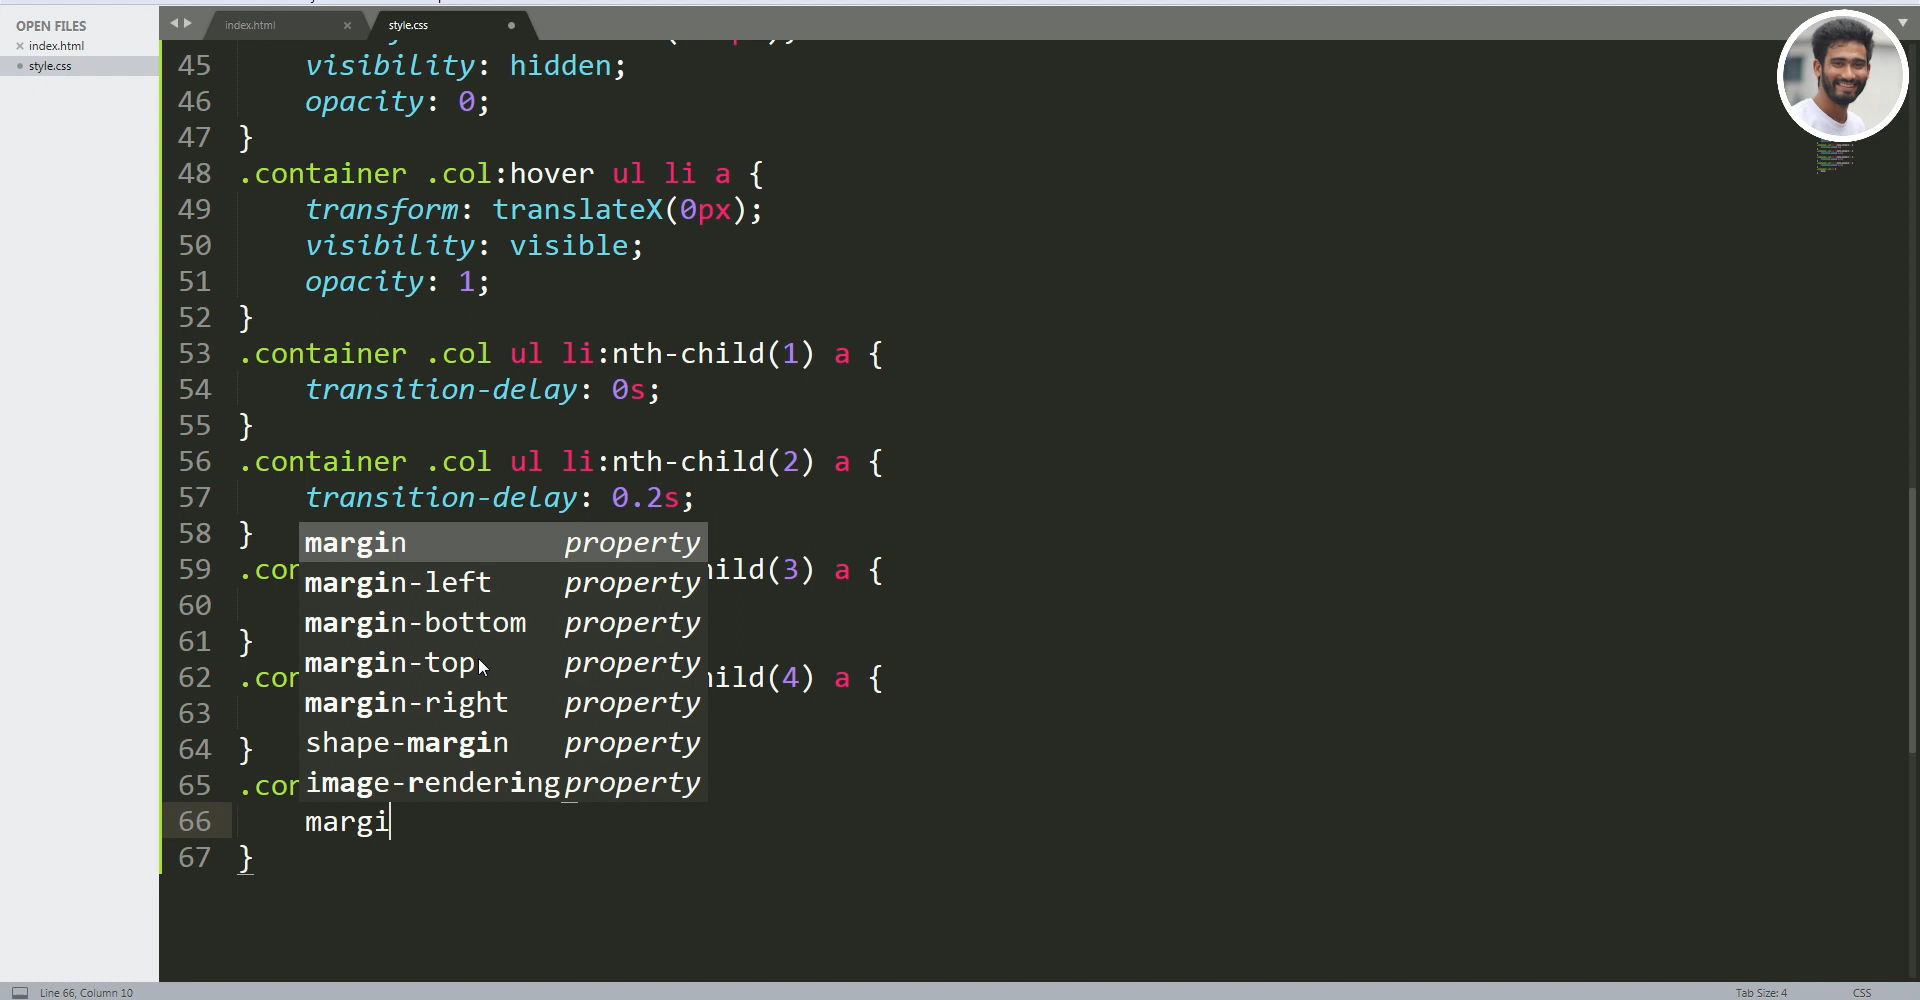 OPEN FILES
index.html
style.css
index.html
style.css
45 visibility: hidden;
46 opacity: 0;
47 }
48 .container .col:hover ul li a {
49 transform: translateX(0px);
50 visibility: visible;
51 opacity: 1;
52 }
53 .container .col ul li:nth-child(1) a {
54 transition-delay: 0s;
55 }
56 .container .col ul li:nth-child(2) a {
57 transition-delay: 0.2s;
58 }
margin property
59 .con hild(3) a {
margin-left property
60
margin-bottom property
61 }
margin-top property
62 .con hild(4) a {
margin-right property
63
shape-margin property
64 }
image-rendering property
65 .con
66 margi
67 }
Line 66, Column 10
Tab Size: 4
CSS